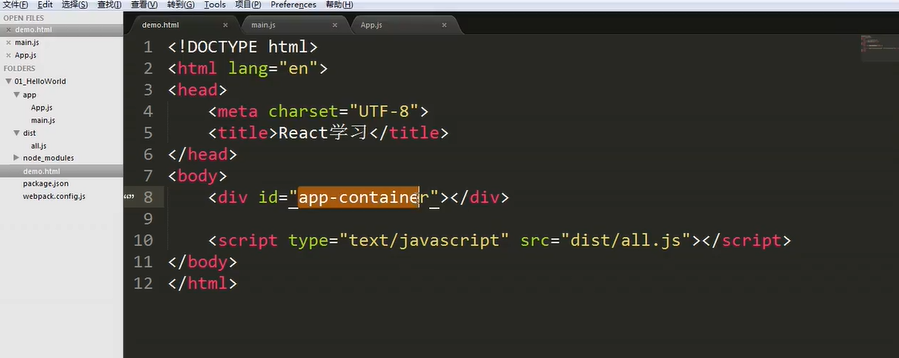 文件(F) Edit 选择(S) 查找(I) 查看(V) 转到(G) Tools 项目(P) Preferences 帮助(H)
OPEN FILES
demo.html
main.js
App.js
FOLDERS
01_HelloWorld
app
App.js
main.js
dist
all.js
node_modules
demo.html
package.json
webpack.config.js
demo.html main.js App.js
1 <!DOCTYPE html>
2 <html lang="en">
3 <head>
4 <meta charset="UTF-8">
5 <title>React学习</title>
6 </head>
7 <body>
8 <div id="app-container"></div>
9
10 <script type="text/javascript" src="dist/all.js"></script>
11 </body>
12 </html>